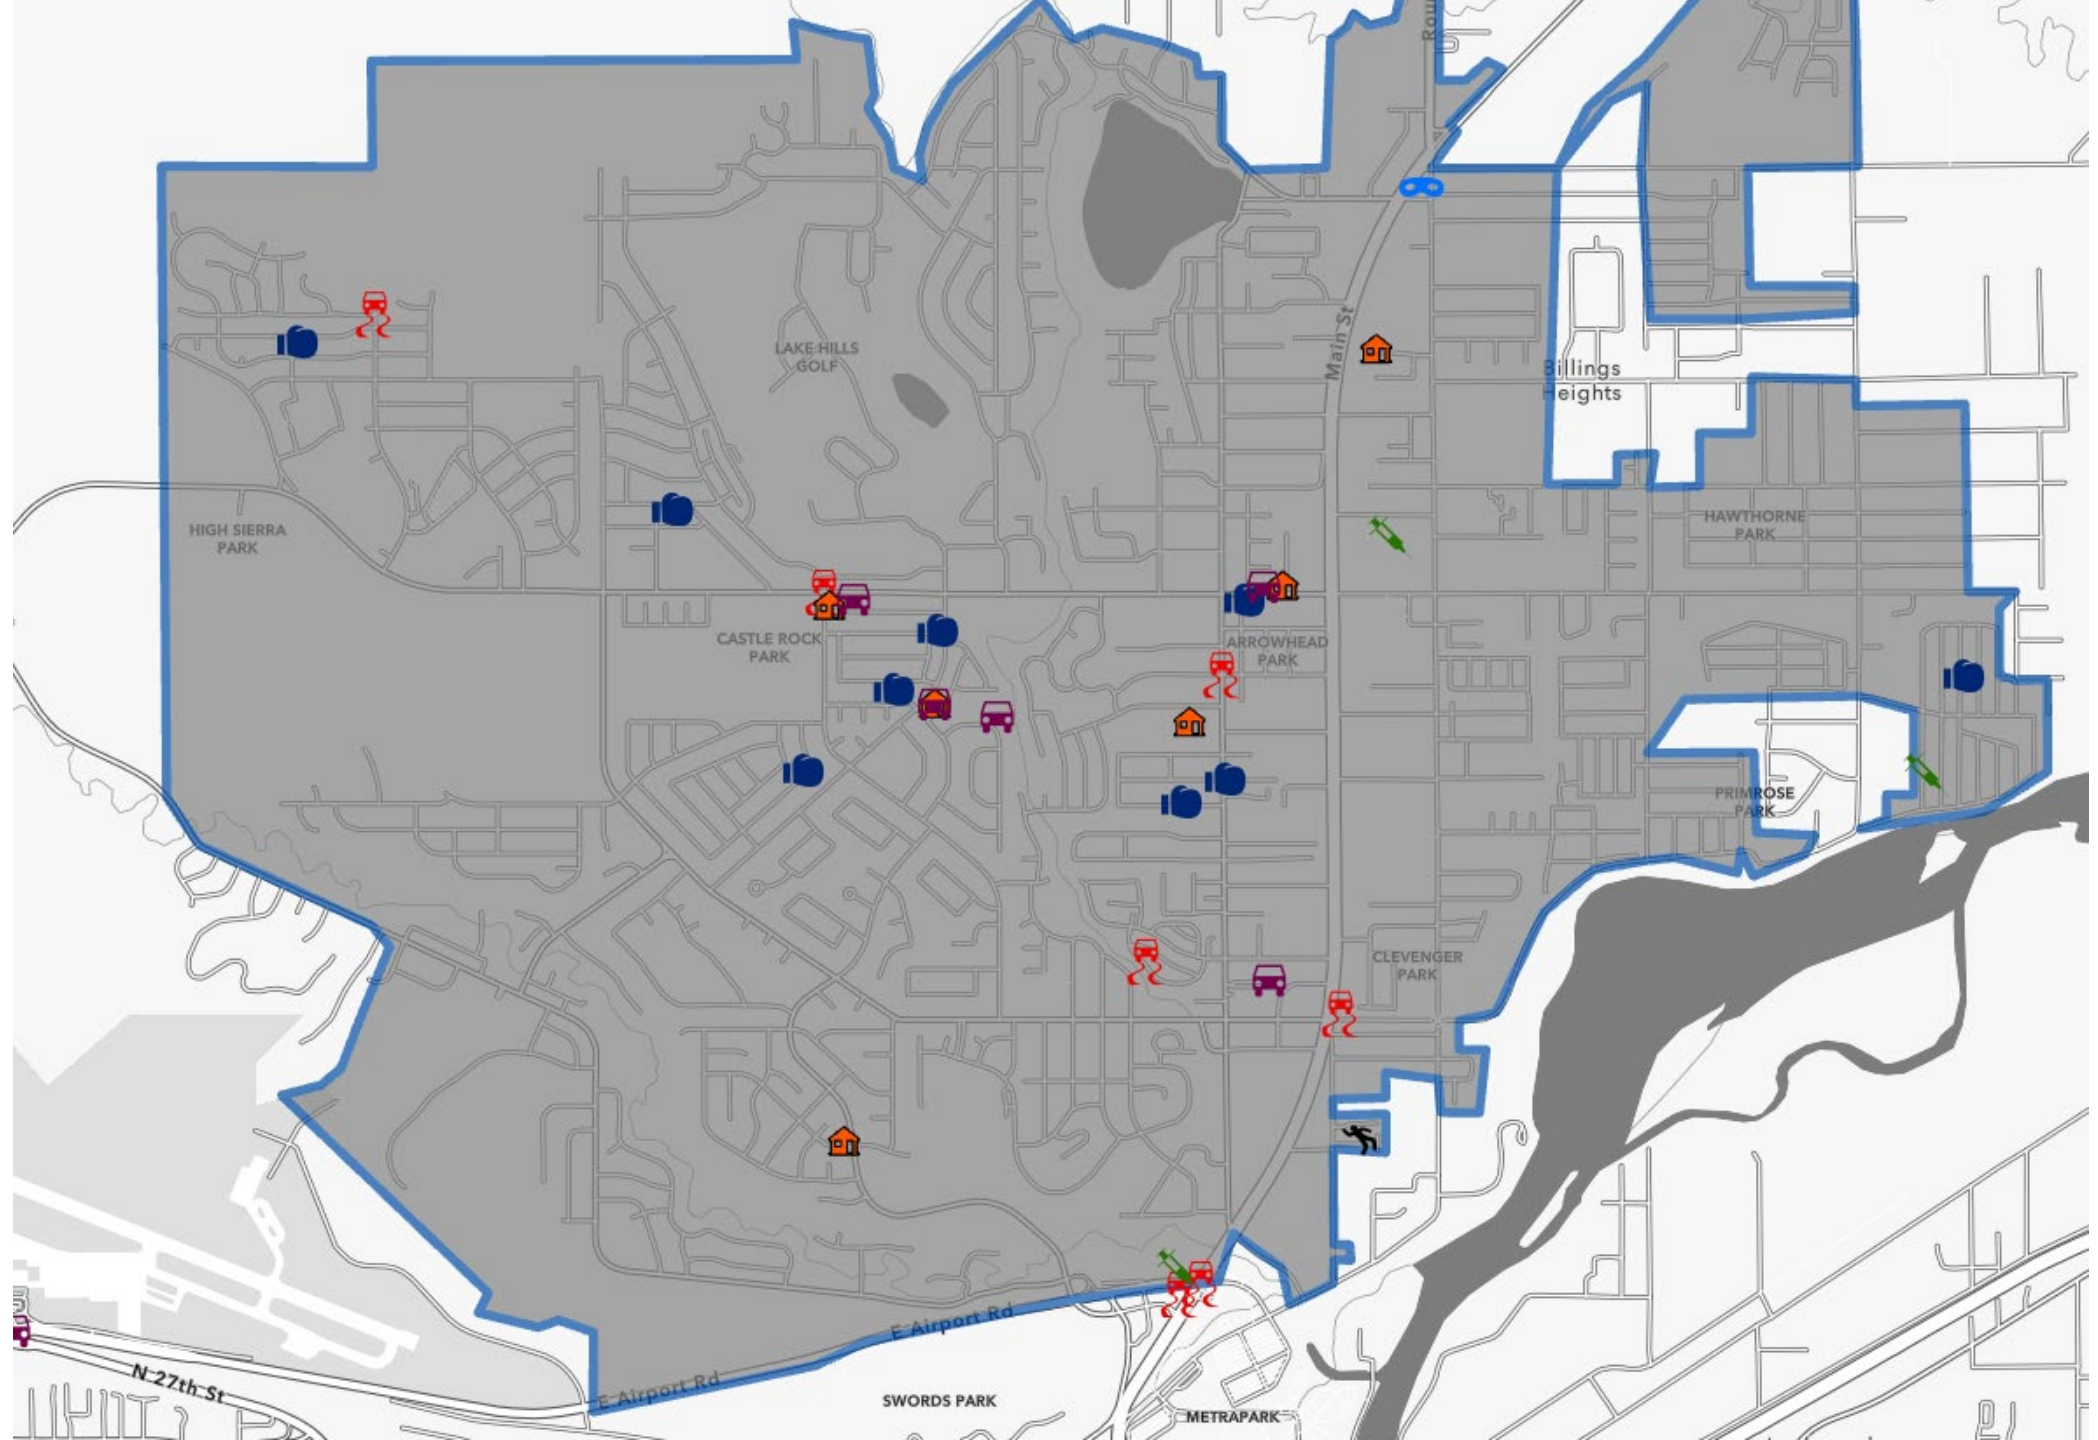 Rou
Main St
LAKE HILLS
GOLF
Billings
Heights
HIGH SIERRA
PARK
HAWTHORNE
PARK
CASTLE ROCK
PARK
ARROWHEAD
PARK
PRIMROSE
PARK
CLEVENGER
PARK
E Airport Rd
E Airport Rd
N 27th St
SWORDS PARK
METRAPARK